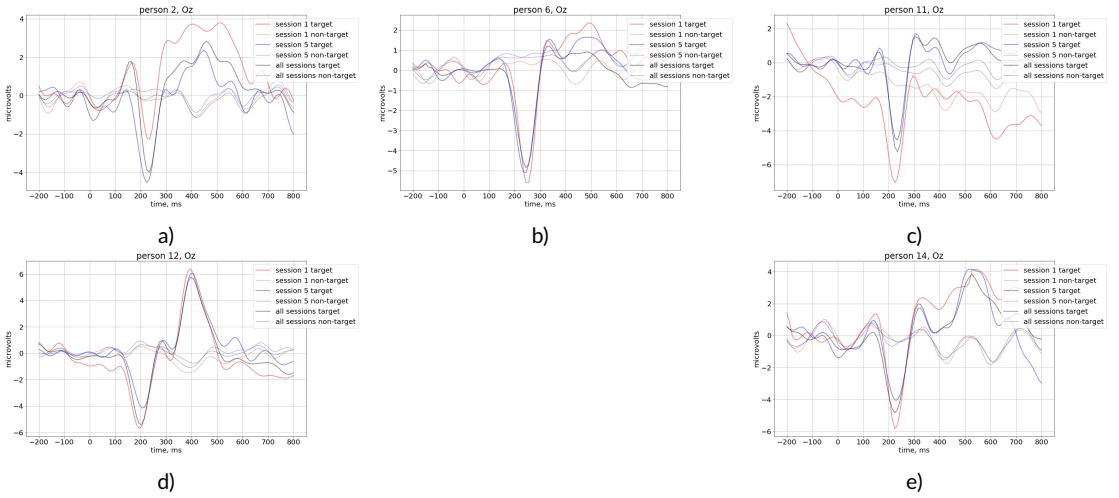 person 2, Oz
4
2
0
−2
−4
microvolts
−200 −100 0 100 200 300 400 500 600 700 800
time, ms
session 1 target
session 1 non-target
session 5 target
session 5 non-target
all sessions target
all sessions non-target
a)
person 6, Oz
2
1
0
−1
−2
−3
−4
−5
microvolts
−200 −100 0 100 200 300 400 500 600 700 800
time, ms
session 1 target
session 1 non-target
session 5 target
session 5 non-target
all sessions target
all sessions non-target
b)
person 11, Oz
2
0
−2
−4
−6
microvolts
−200 −100 0 100 200 300 400 500 600 700 800
time, ms
session 1 target
session 1 non-target
session 5 target
session 5 non-target
all sessions target
all sessions non-target
c)
person 12, Oz
6
4
2
0
−2
−4
−6
microvolts
−200 −100 0 100 200 300 400 500 600 700 800
time, ms
session 1 target
session 1 non-target
session 5 target
session 5 non-target
all sessions target
all sessions non-target
d)
person 14, Oz
4
2
0
−2
−4
−6
microvolts
−200 −100 0 100 200 300 400 500 600 700 800
time, ms
session 1 target
session 1 non-target
session 5 target
session 5 non-target
all sessions target
all sessions non-target
e)